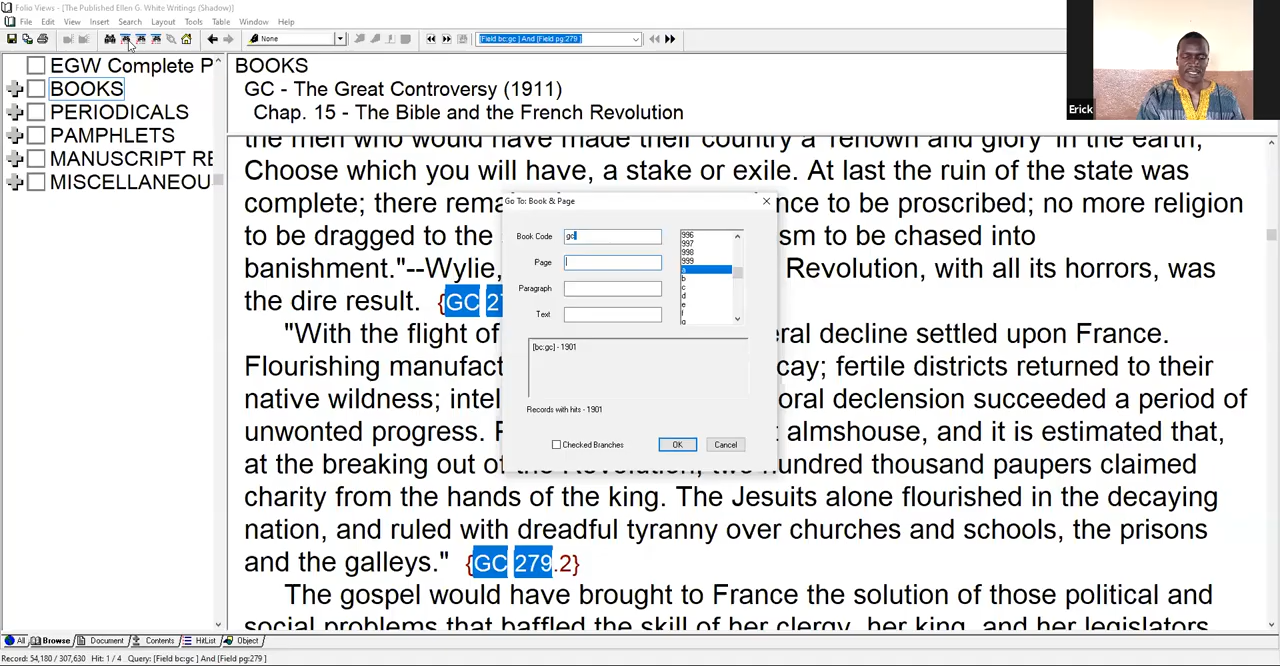 Folio Views - [The Published Ellen G. White Writings (Shadow)]
File Edit View Insert Search Layout Tools Table Window Help
None
[Field bc:gc ] And [Field pg:279 ]
EGW Complete P
BOOKS
PERIODICALS
PAMPHLETS
MANUSCRIPT RE
MISCELLANEOU
BOOKS
GC - The Great Controversy (1911)
Chap. 15 - The Bible and the French Revolution
the men who would have made their country a 'renown and glory' in the earth,
Choose which you will have, a stake or exile. At last the ruin of the state was
complete; there rema nce to be proscribed; no more religion
to be dragged to the sm to be chased into
banishment."--Wylie, Revolution, with all its horrors, was
the dire result. {GC 27
"With the flight of eral decline settled upon France.
Flourishing manufact cay; fertile districts returned to their
native wildness; intel oral declension succeeded a period of
unwonted progress. P t almshouse, and it is estimated that,
at the breaking out of the Revolution, two hundred thousand paupers claimed
charity from the hands of the king. The Jesuits alone flourished in the decaying
nation, and ruled with dreadful tyranny over churches and schools, the prisons
and the galleys." {GC 279.2}
The gospel would have brought to France the solution of those political and
social problems that baffled the skill of her clergy, her king, and her legislators
Go To: Book & Page
Book Code gc
Page
Paragraph
Text
996
997
998
999
a
b
c
d
e
f
g
[bc:gc] - 1901
Records with hits - 1901
Checked Branches
OK
Cancel
Erick
All Browse Document Contents HitList Object
Record: 54,180 / 307,630 Hit: 1 / 4 Query: [Field bc:gc ] And [Field pg:279 ]